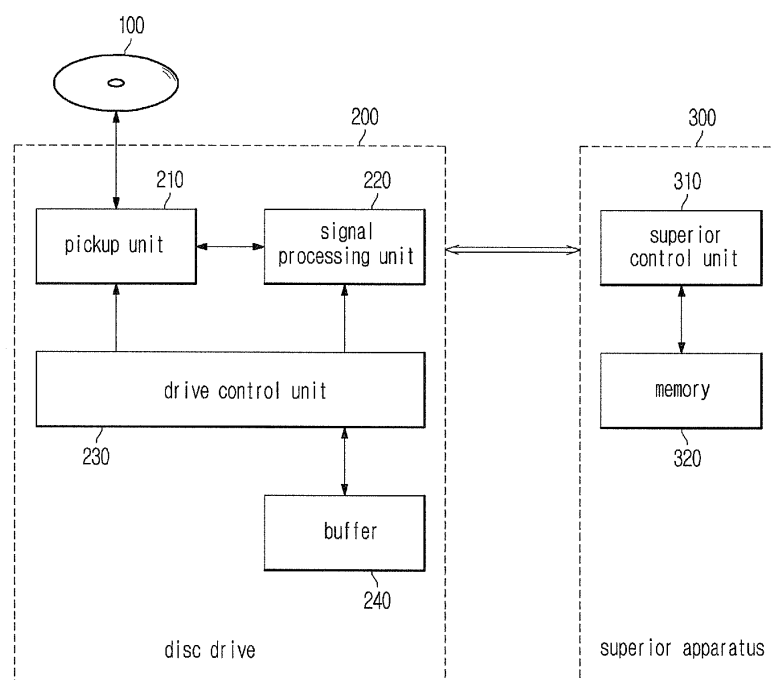 100
200
300
210
220
310
pickup unit
signal
processing unit
superior
control unit
drive control unit
memory
230
320
buffer
240
disc drive
superior apparatus